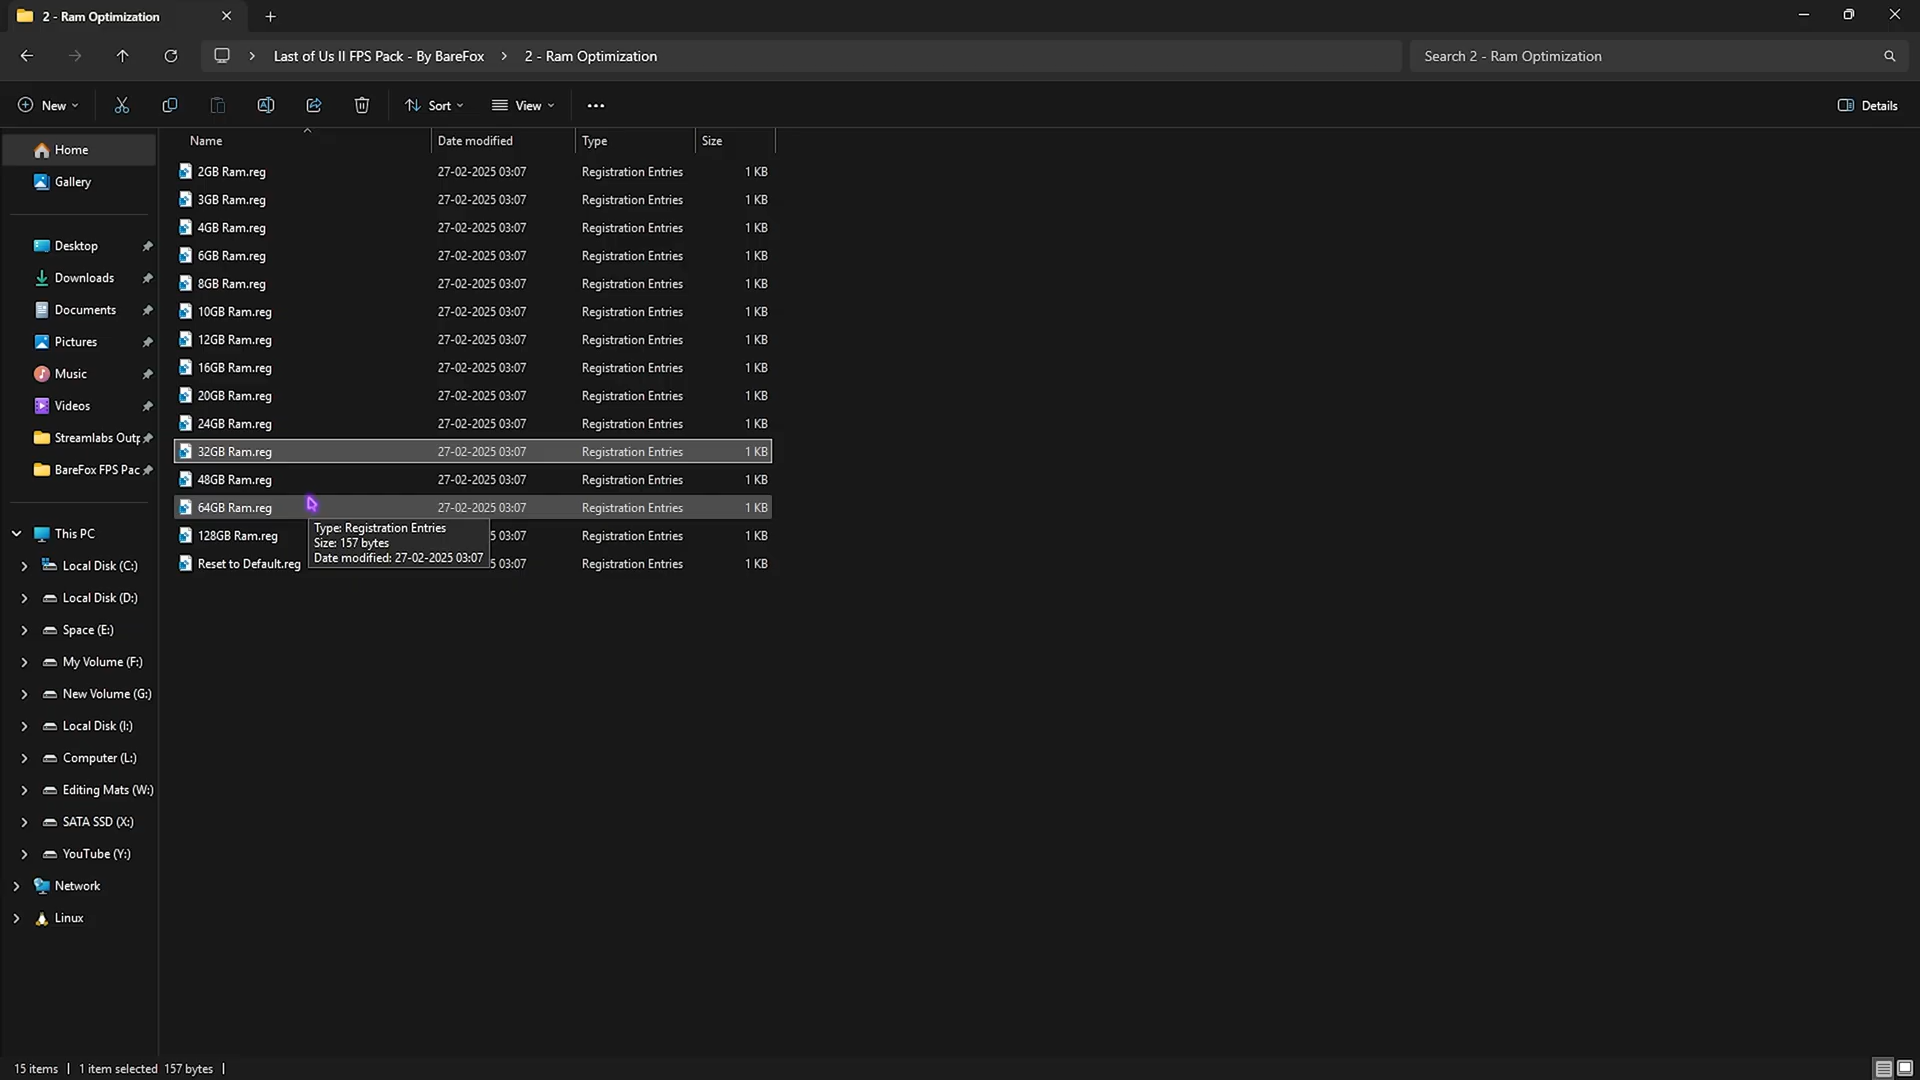 2 - Ram Optimization
Last of Us II FPS Pack - By BareFox > 2 - Ram Optimization
Search 2 - Ram Optimization
New
Sort
View
Details
Name Date modified Type Size
Home
Gallery
Desktop
Downloads
Documents
Pictures
Music
Videos
Streamlabs Outp
BareFox FPS Pac
This PC
Local Disk (C:)
Local Disk (D:)
Space (E:)
My Volume (F:)
New Volume (G:)
Local Disk (I:)
Computer (L:)
Editing Mats (W:)
SATA SSD (X:)
YouTube (Y:)
Network
Linux
2GB Ram.reg 27-02-2025 03:07 Registration Entries 1 KB
3GB Ram.reg 27-02-2025 03:07 Registration Entries 1 KB
4GB Ram.reg 27-02-2025 03:07 Registration Entries 1 KB
6GB Ram.reg 27-02-2025 03:07 Registration Entries 1 KB
8GB Ram.reg 27-02-2025 03:07 Registration Entries 1 KB
10GB Ram.reg 27-02-2025 03:07 Registration Entries 1 KB
12GB Ram.reg 27-02-2025 03:07 Registration Entries 1 KB
16GB Ram.reg 27-02-2025 03:07 Registration Entries 1 KB
20GB Ram.reg 27-02-2025 03:07 Registration Entries 1 KB
24GB Ram.reg 27-02-2025 03:07 Registration Entries 1 KB
32GB Ram.reg 27-02-2025 03:07 Registration Entries 1 KB
48GB Ram.reg 27-02-2025 03:07 Registration Entries 1 KB
64GB Ram.reg 27-02-2025 03:07 Registration Entries 1 KB
128GB Ram.reg 5 03:07 Registration Entries 1 KB
Reset to Default.reg 5 03:07 Registration Entries 1 KB
Type: Registration Entries
Size: 157 bytes
Date modified: 27-02-2025 03:07
15 items | 1 item selected 157 bytes |